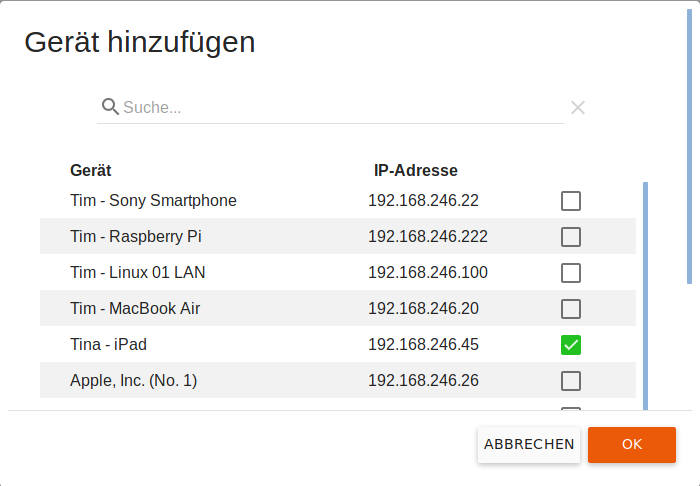 Gerät hinzufügen
Suche...
Gerät IP-Adresse
Tim - Sony Smartphone 192.168.246.22
Tim - Raspberry Pi 192.168.246.222
Tim - Linux 01 LAN 192.168.246.100
Tim - MacBook Air 192.168.246.20
Tina - iPad 192.168.246.45
Apple, Inc. (No. 1) 192.168.246.26
ABBRECHEN OK